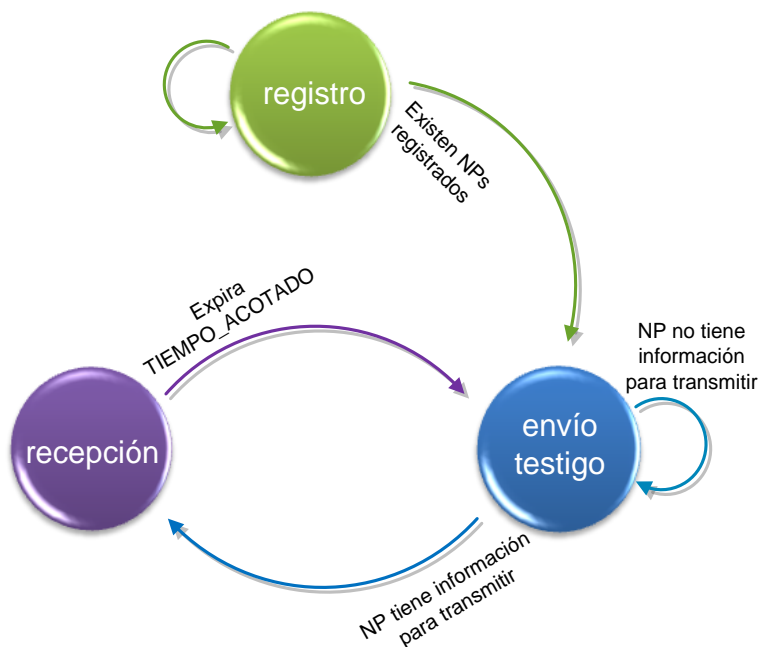 registro
Existen NPs
registrados
Expira
TIEMPO_ACOTADO
NP no tiene
información
para transmitir
recepción
envío
testigo
NP tiene información
para transmitir